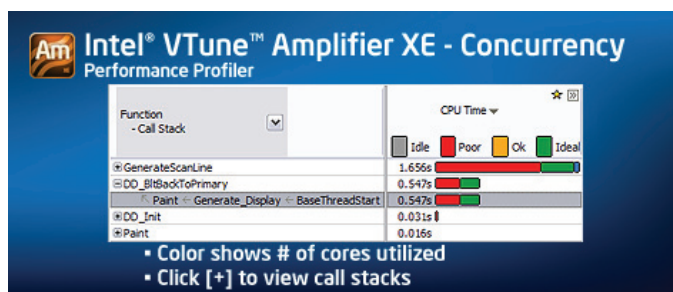 Am Intel® VTune™ Amplifier XE - Concurrency
Performance Profiler
Function
- Call Stack
CPU Time
Idle Poor Ok Ideal
GenerateScanLine 1.656s
DD_BltBackToPrimary 0.547s
Paint ← Generate_Display ← BaseThreadStart 0.547s
DD_Init 0.031s
Paint 0.016s
▪ Color shows # of cores utilized
▪ Click [+] to view call stacks